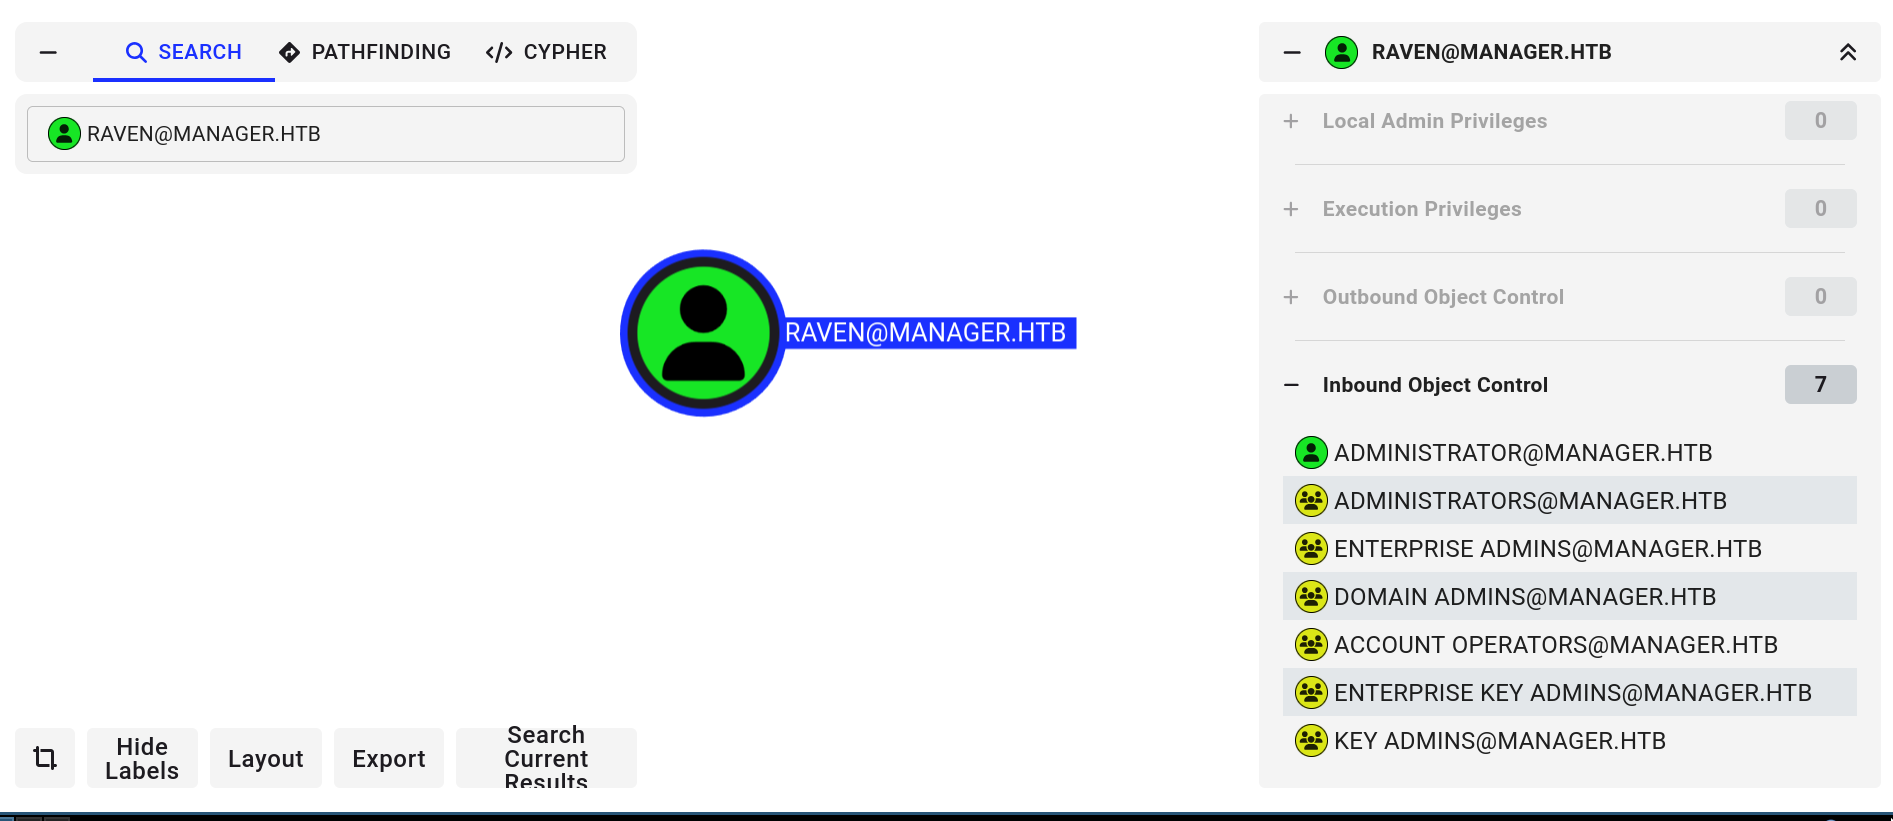 SEARCH
PATHFINDING
CYPHER
RAVEN@MANAGER.HTB
RAVEN@MANAGER.HTB
Hide
Labels
Layout
Export
Search
Current
Results
RAVEN@MANAGER.HTB
Local Admin Privileges 0
Execution Privileges 0
Outbound Object Control 0
Inbound Object Control 7
ADMINISTRATOR@MANAGER.HTB
ADMINISTRATORS@MANAGER.HTB
ENTERPRISE ADMINS@MANAGER.HTB
DOMAIN ADMINS@MANAGER.HTB
ACCOUNT OPERATORS@MANAGER.HTB
ENTERPRISE KEY ADMINS@MANAGER.HTB
KEY ADMINS@MANAGER.HTB